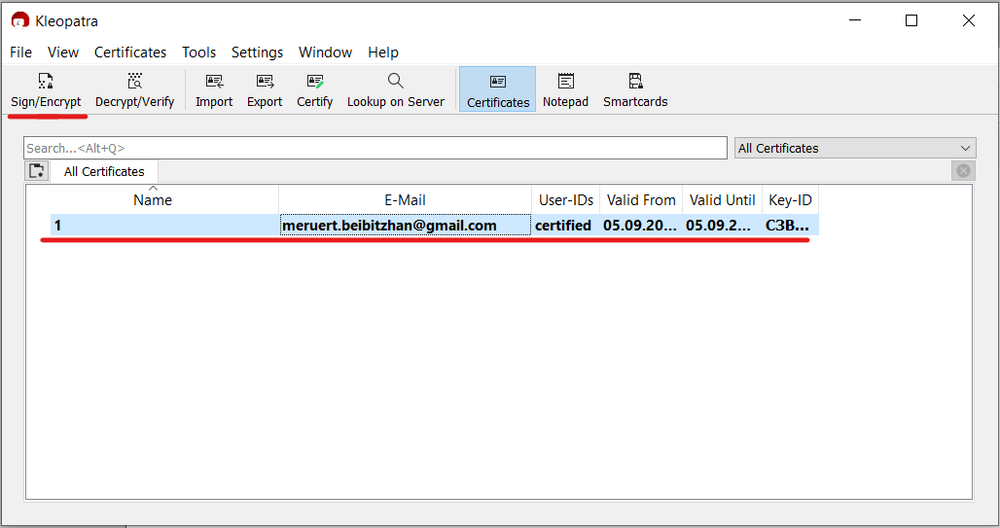 Kleopatra
File View Certificates Tools Settings Window Help
Sign/Encrypt Decrypt/Verify Import Export Certify Lookup on Server Certificates Notepad Smartcards
Search...<Alt+Q> All Certificates
All Certificates
Name E-Mail User-IDs Valid From Valid Until Key-ID
1 meruert.beibitzhan@gmail.com certified 05.09.20... 05.09.2... C3B...